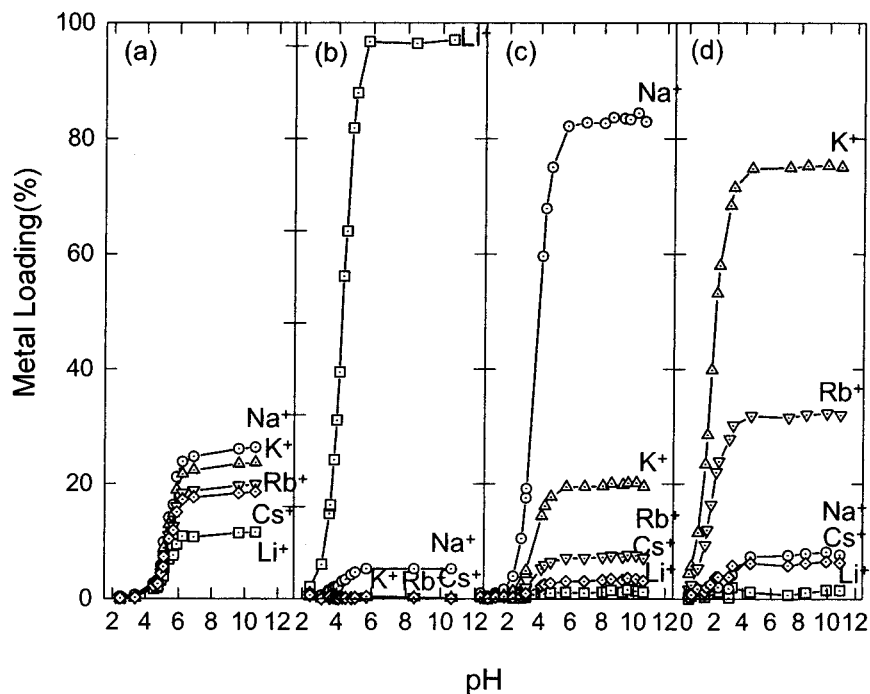 100
80
60
40
20
0
Metal Loading(%)
(a)
Na⁺
K⁺
Rb⁺
Cs⁺
Li⁺
2 4 6 8 10 12
(b)
Li⁺
Na⁺
K⁺ Rb⁺ Cs⁺
2 4 6 8 10 12
(c)
Na⁺
K⁺
Rb⁺
Cs⁺
Li⁺
2 4 6 8 10 12
(d)
K⁺
Rb⁺
Na⁺
Cs⁺
Li⁺
2 4 6 8 10 12
pH